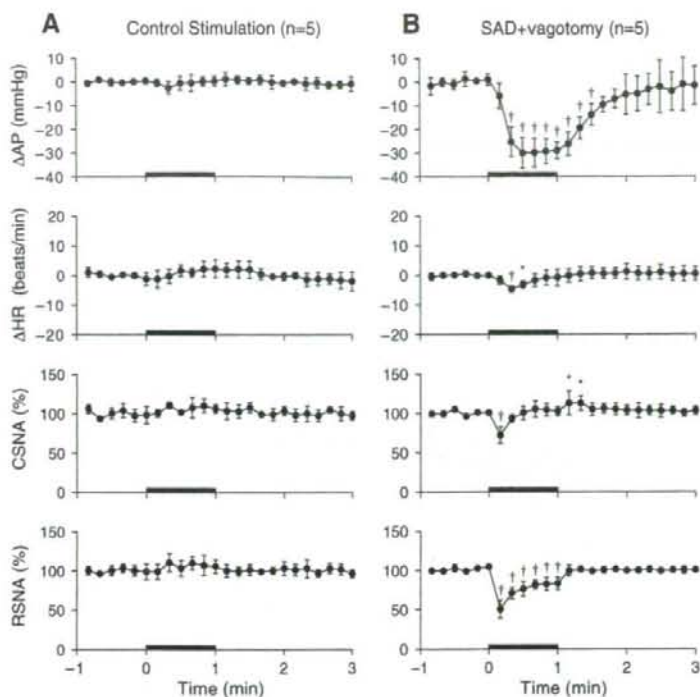 A
Control Stimulation (n=5)
B
SAD+vagotomy (n=5)
ΔAP (mmHg)
10
0
−10
−20
−30
−40
10
0
−10
−20
−30
−40
† † † † † † † †
ΔHR (beats/min)
20
10
0
−10
−20
20
10
0
−10
−20
† *
CSNA (%)
150
100
50
0
150
100
50
0
†
* *
RSNA (%)
150
100
50
0
150
100
50
0
† † † † † †
−1 0 1 2 3
−1 0 1 2 3
Time (min)
Time (min)